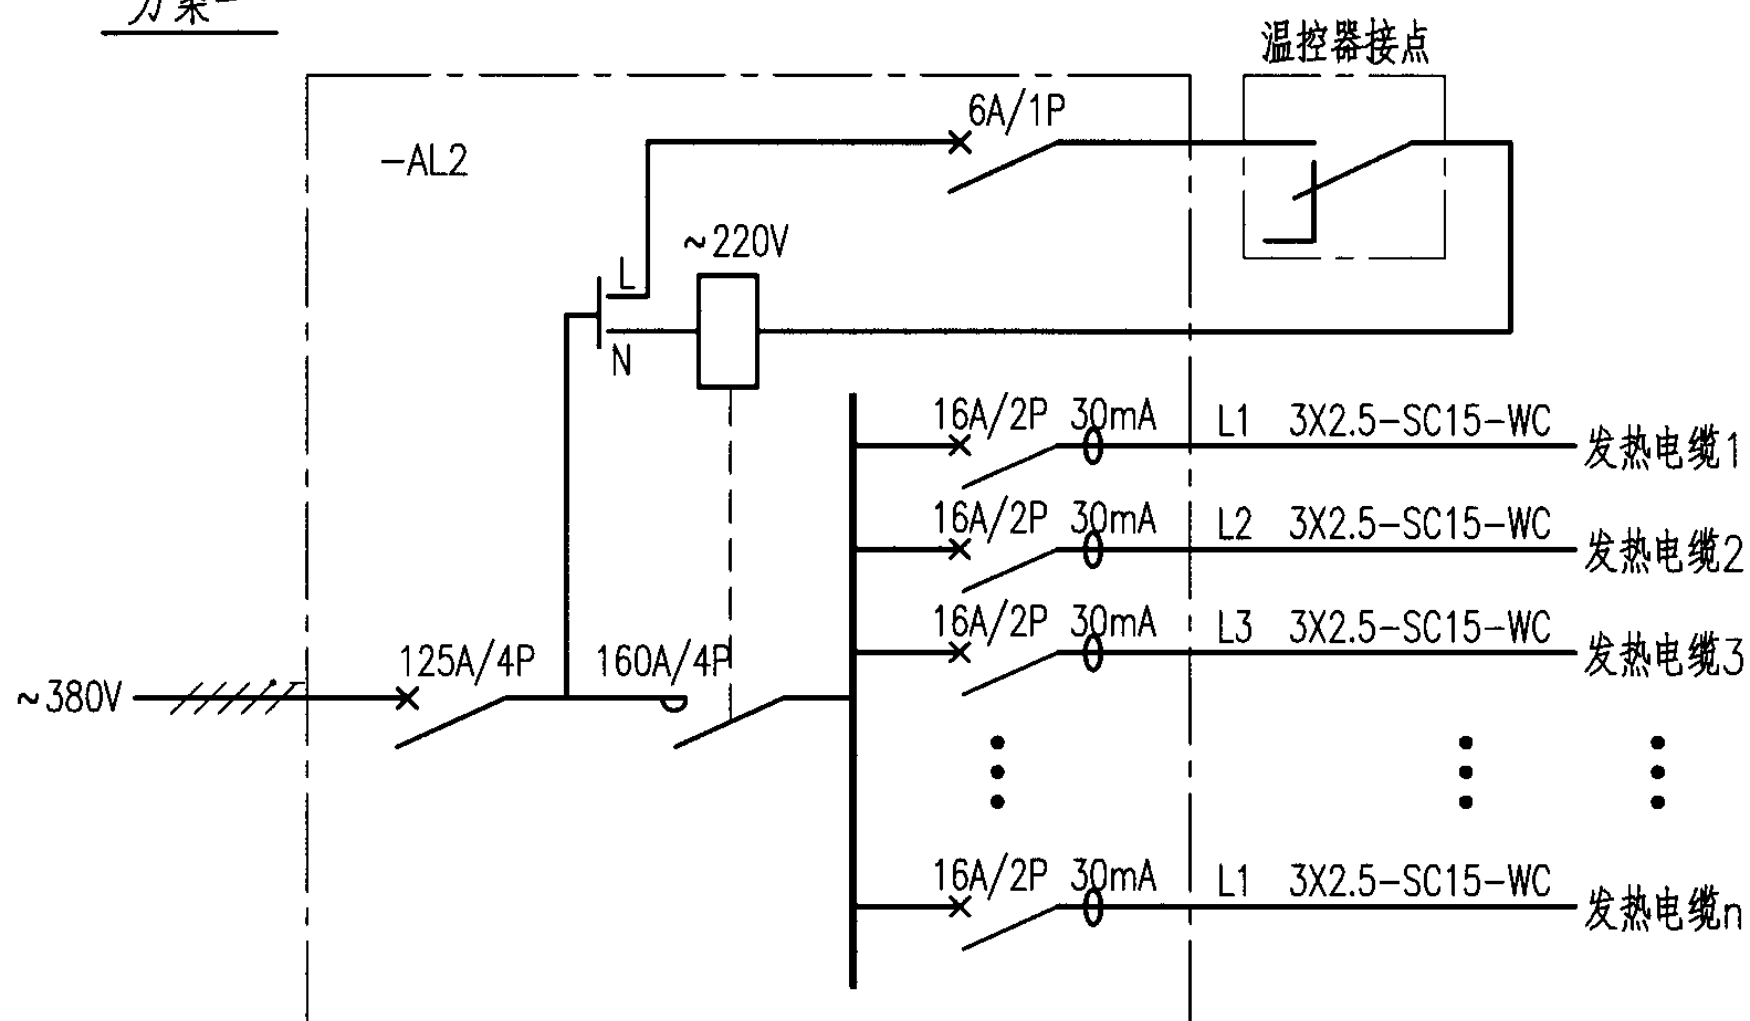 方案一
温控器接点
6A/1P
-AL2
~220V
L
N
16A/2P 30mA L1 3X2.5-SC15-WC 发热电缆1
16A/2P 30mA L2 3X2.5-SC15-WC 发热电缆2
16A/2P 30mA L3 3X2.5-SC15-WC 发热电缆3
125A/4P 160A/4P
~380V
16A/2P 30mA L1 3X2.5-SC15-WC 发热电缆n